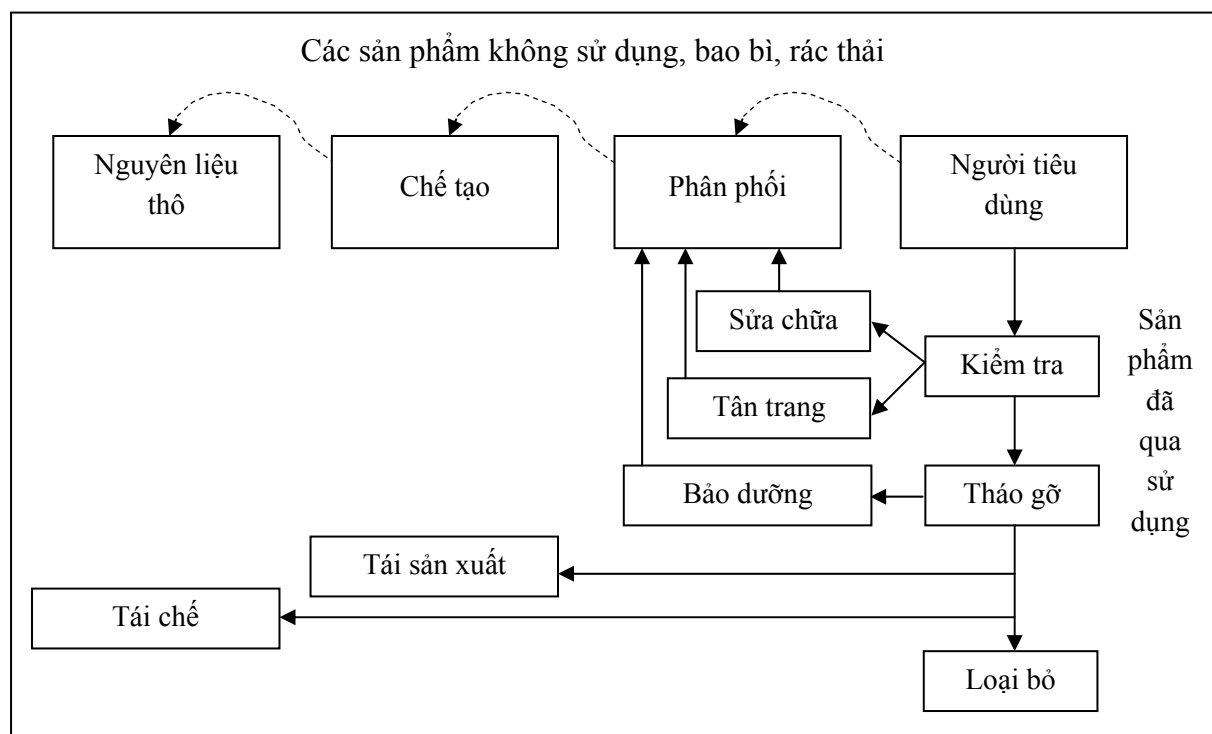 Các sản phẩm không sử dụng, bao bì, rác thải
Nguyên liệu
thô
Chế tạo
Phân phối
Người tiêu
dùng
Sửa chữa
Kiểm tra
Tân trang
Bảo dưỡng
Tháo gỡ
Sản
phẩm
đã
qua
sử
dụng
Tái sản xuất
Tái chế
Loại bỏ